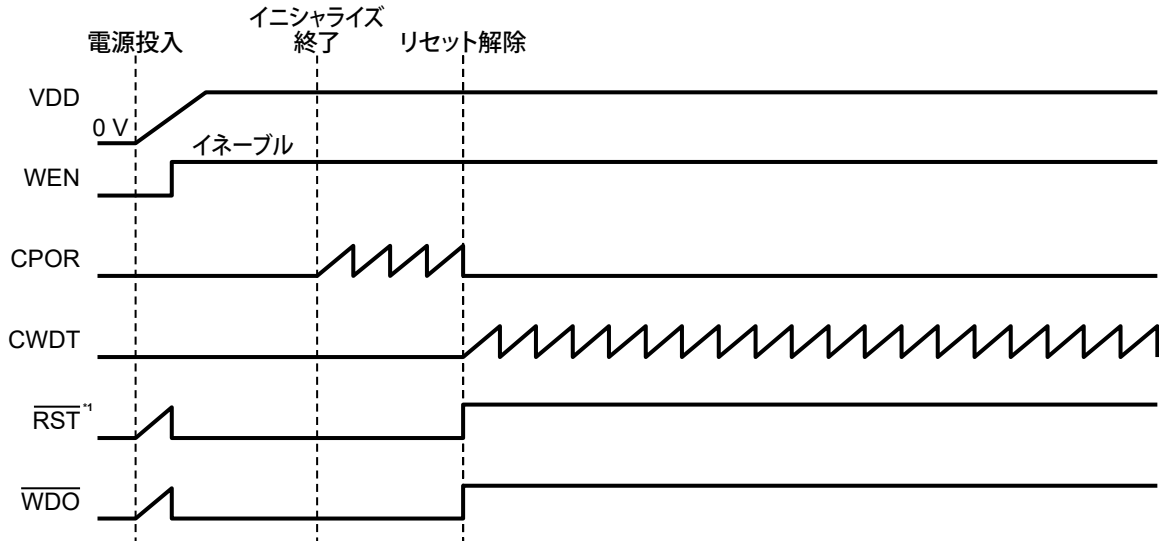 イニシャライズ
電源投入 終了 リセット解除
VDD
0 V
イネーブル
WEN
CPOR
CWDT
RST*1
WDO